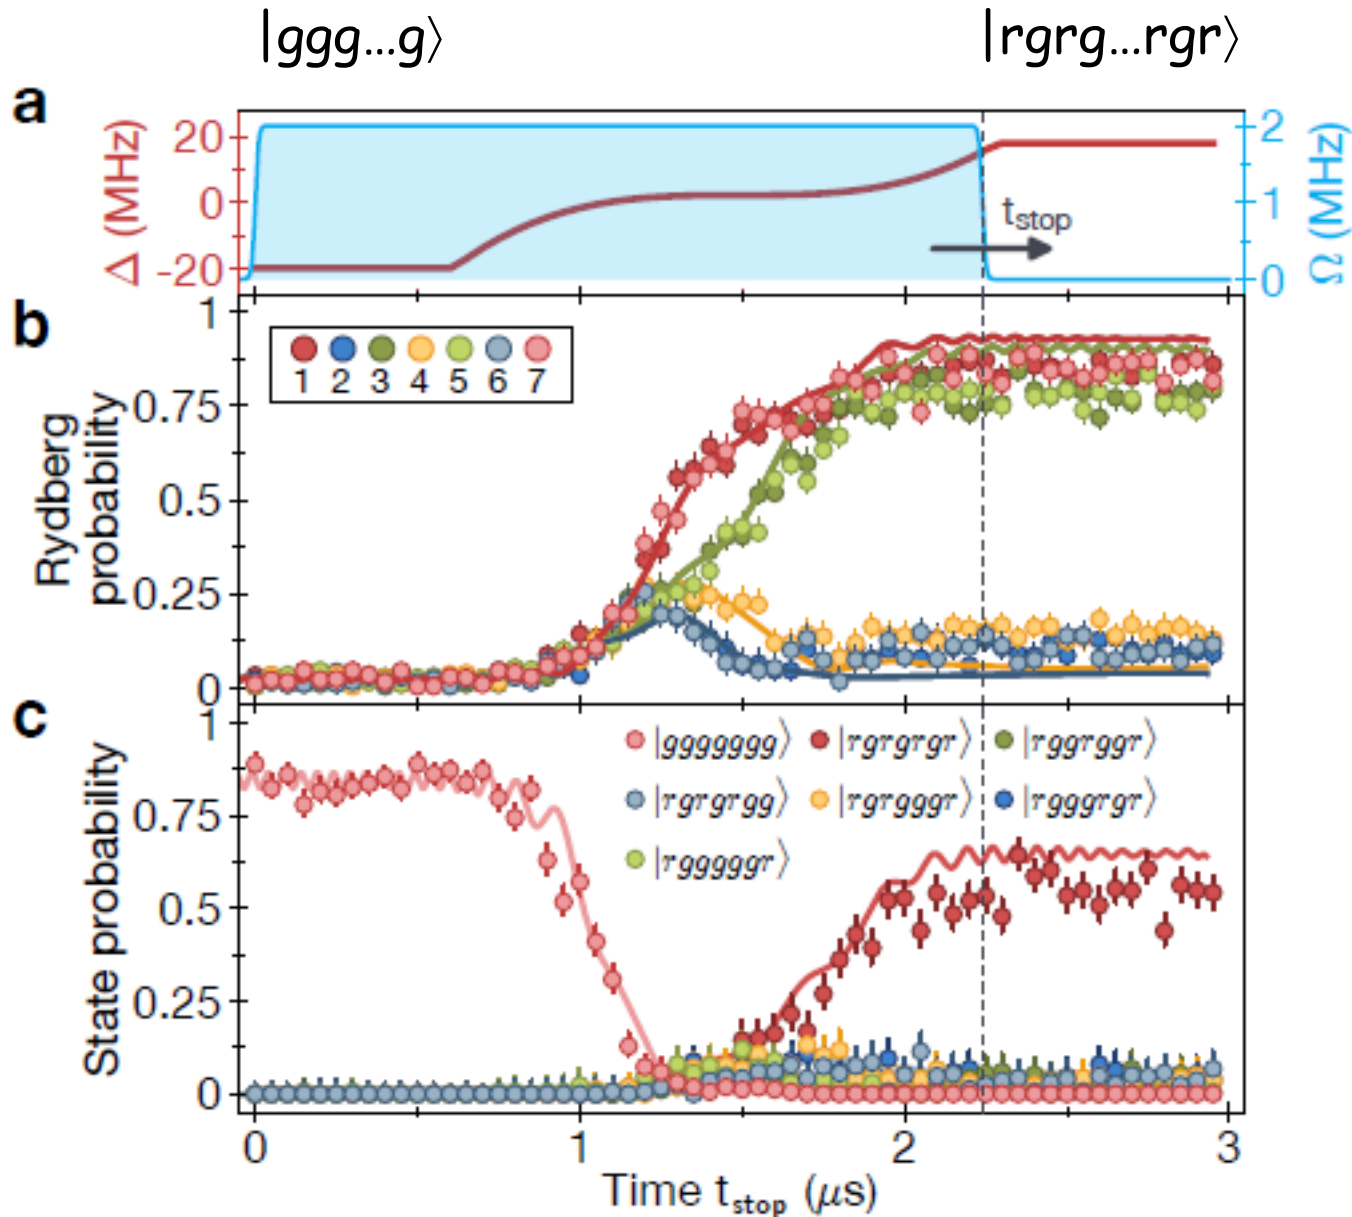 |ggg...g⟩ |rgrg...rgr⟩
a
Δ (MHz)
20
0
-20
t_stop
2
1
0
Ω (MHz)
b
Rydberg
probability
1
0.75
0.5
0.25
0
1 2 3 4 5 6 7
c
State probability
1
0.75
0.5
0.25
0
|ggggggg⟩ |rgrgrgr⟩ |rggrggr⟩
|rgrgrgg⟩ |rgrgggr⟩ |rgggrgr⟩
|rgggggr⟩
0 1 2 3
Time t_stop (μs)